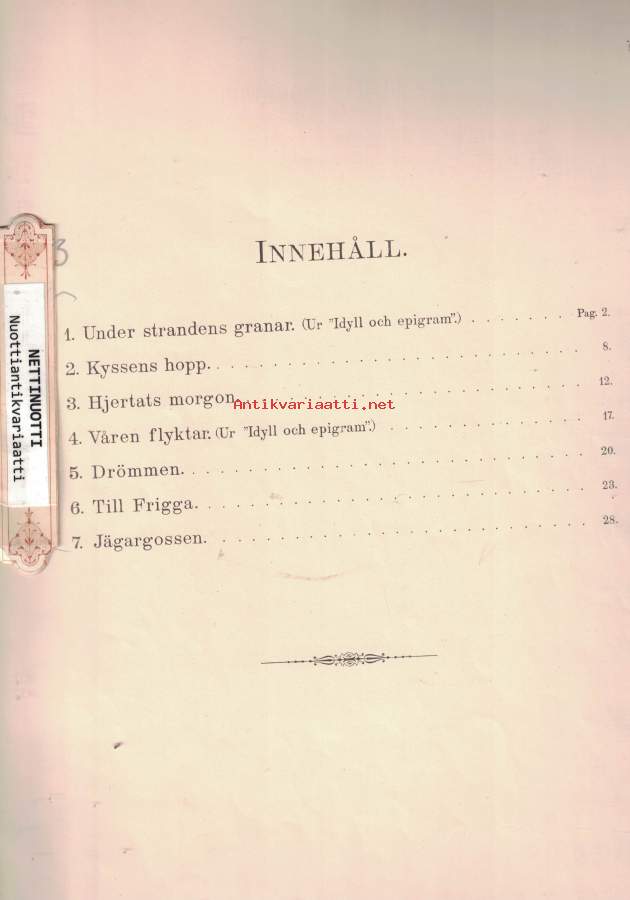 3
INNEHÅLL.
1. Under strandens granar. (Ur "Idyll och epigram".) . . . . . . . Pag. 2.
2. Kyssens hopp. . . . . . . . . . . . . . . . . . . . . . . . . 8.
3. Hjertats morgon. . . . . . . . . . . . . . . . . . . . . . . 12.
Antikvariaatti.net
4. Våren flyktar. (Ur "Idyll och epigram".) . . . . . . . . . . . . 17.
5. Drömmen. . . . . . . . . . . . . . . . . . . . . . . . . . . 20.
6. Till Frigga. . . . . . . . . . . . . . . . . . . . . . . . . . 23.
7. Jägargossen. . . . . . . . . . . . . . . . . . . . . . . . . . 28.
NETTINUOTTI
Nuottiantikvariaatti